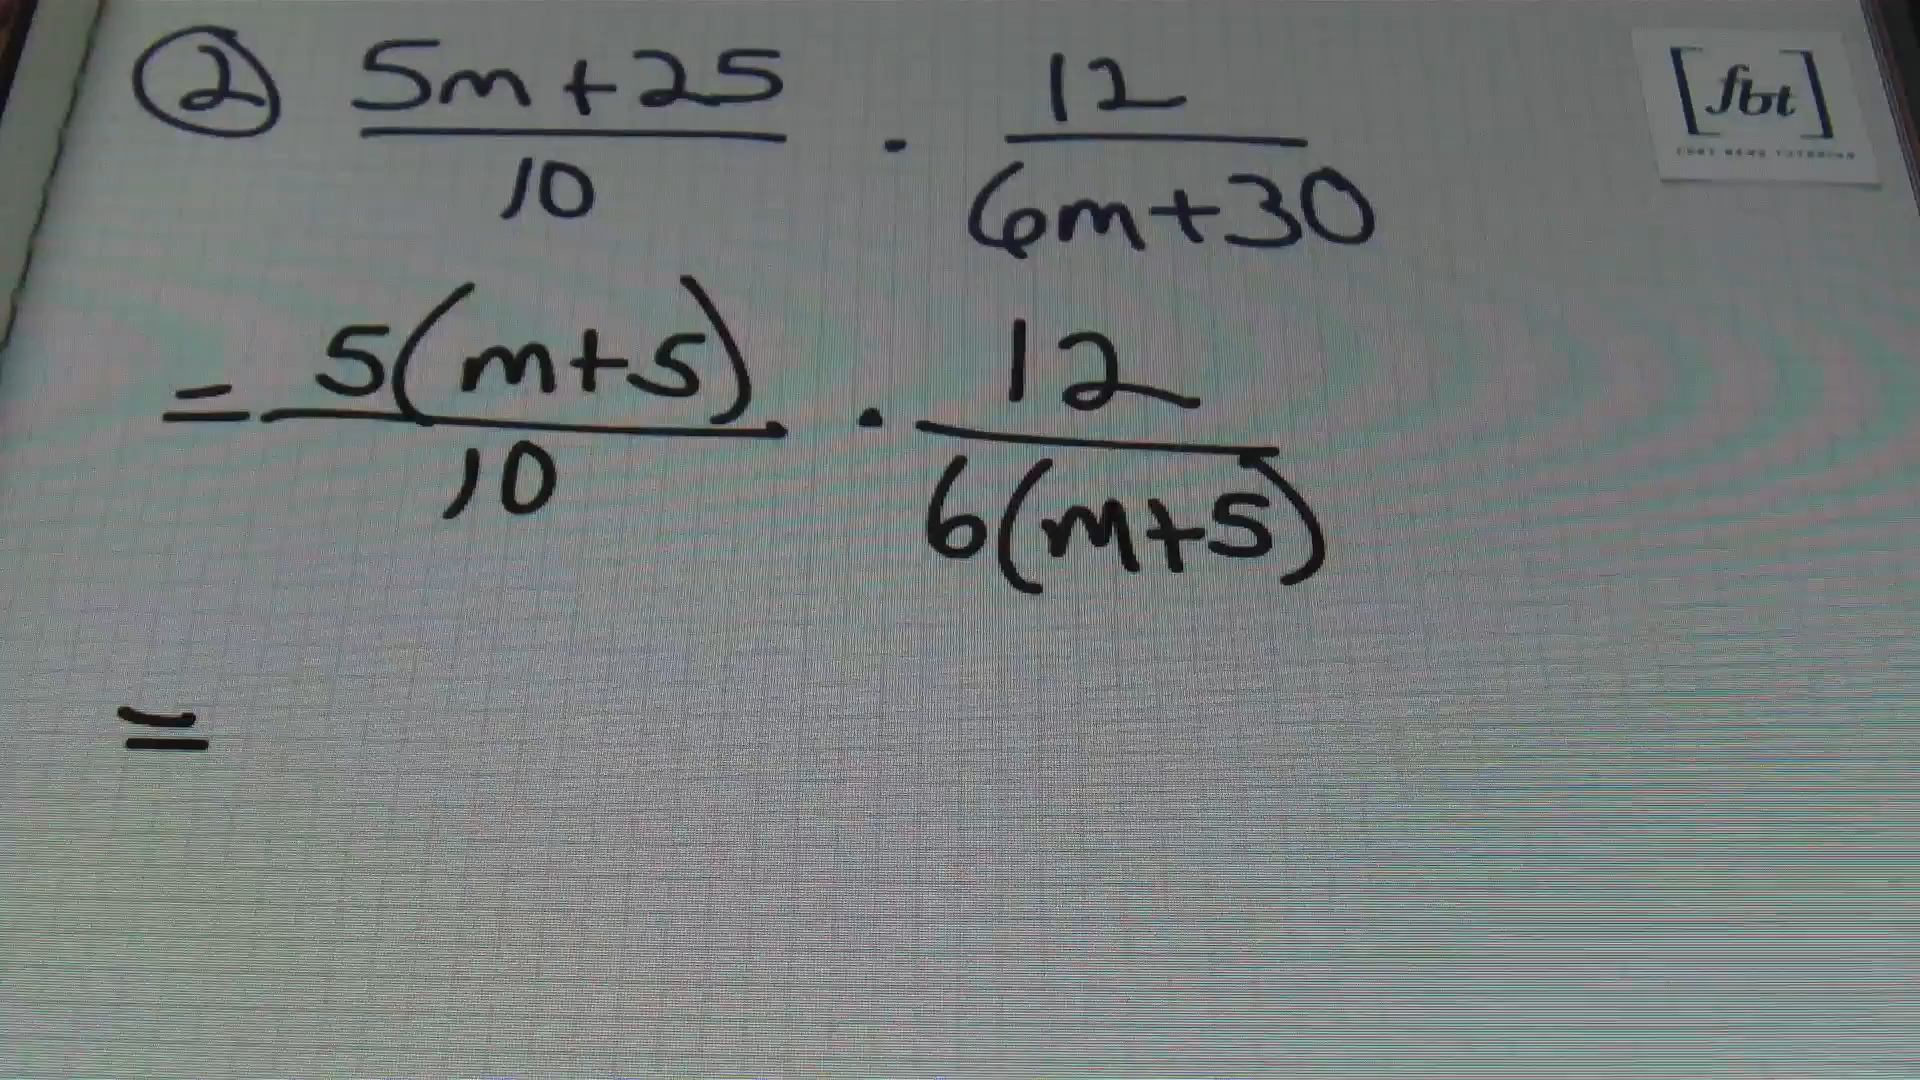 ② 5m+25/10 · 12/6m+30
[fbt]
= 5(m+5)/10 · 12/6(m+5)
=